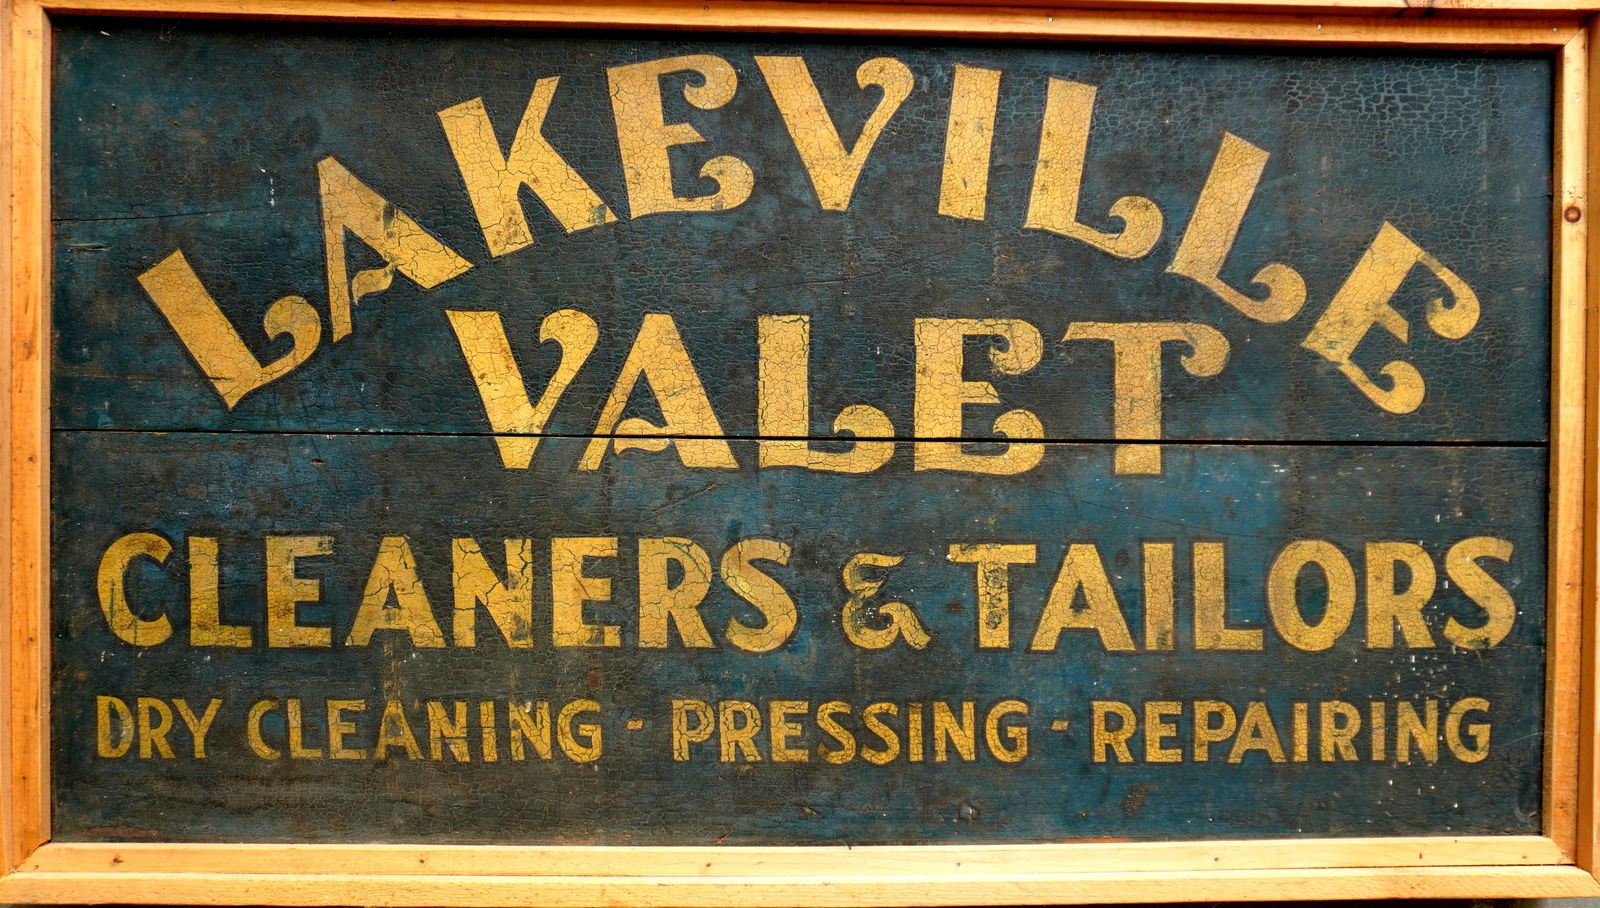 LAKEVILLE
VALET
CLEANERS & TAILORS
DRY CLEANING - PRESSING - REPAIRING